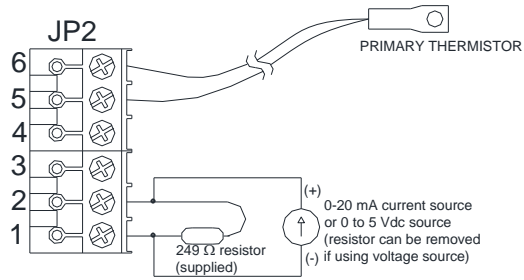 JP2
PRIMARY THERMISTOR
6
5
4
3
2
1
(+)
0-20 mA current source
or 0 to 5 Vdc source
(resistor can be removed
(-) if using voltage source)
249 Ω resistor
(supplied)